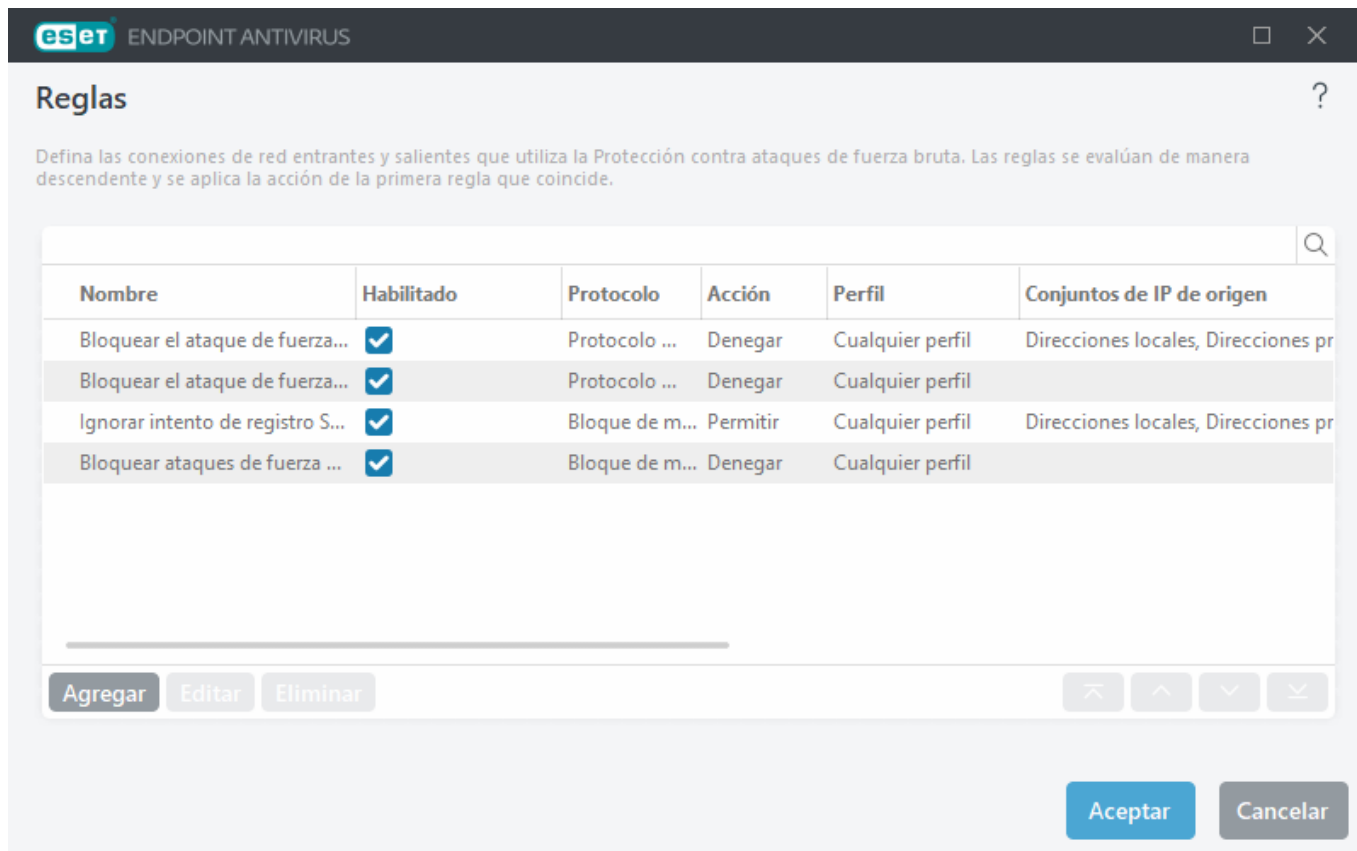 eset ENDPOINT ANTIVIRUS
Reglas
?
Defina las conexiones de red entrantes y salientes que utiliza la Protección contra ataques de fuerza bruta. Las reglas se evalúan de manera
descendente y se aplica la acción de la primera regla que coincide.
Nombre Habilitado Protocolo Acción Perfil Conjuntos de IP de origen
Bloquear el ataque de fuerza... Protocolo ... Denegar Cualquier perfil Direcciones locales, Direcciones pr
Bloquear el ataque de fuerza... Protocolo ... Denegar Cualquier perfil
Ignorar intento de registro S... Bloque de m... Permitir Cualquier perfil Direcciones locales, Direcciones pr
Bloquear ataques de fuerza ... Bloque de m... Denegar Cualquier perfil
Agregar Editar Eliminar
Aceptar Cancelar